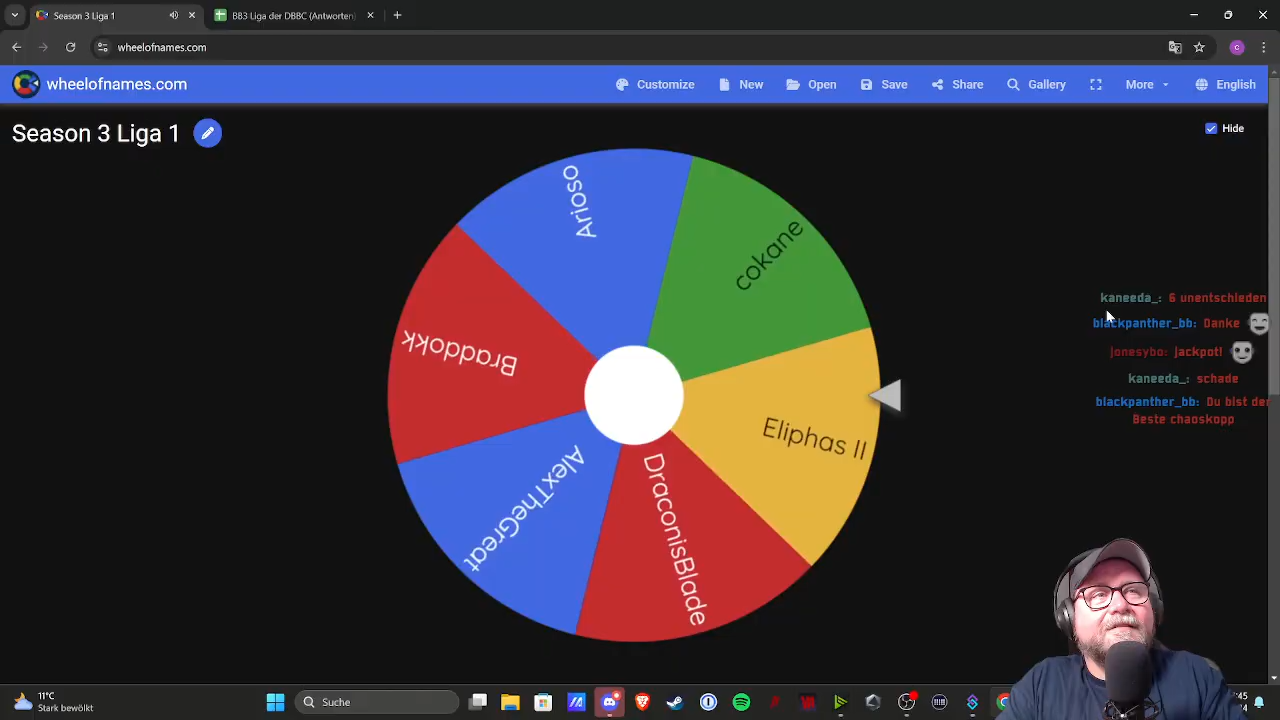 Season 3 Liga 1
BB3 Liga der DBBC (Antworten)
wheelofnames.com
C
wheelofnames.com
Customize
New
Open
Save
Share
Gallery
More
English
Season 3 Liga 1
Hide
Arioso
cokane
Braddokk
Eliphas II
AlexTheGreat
DraconisBlade
kaneeda_: 6 unentschieden
blackpanther_bb: Danke
jonesybo: jackpot!
kaneeda_: schade
blackpanther_bb: Du bist der
Beste chaoskopp
11°C
Stark bewölkt
Suche
:45